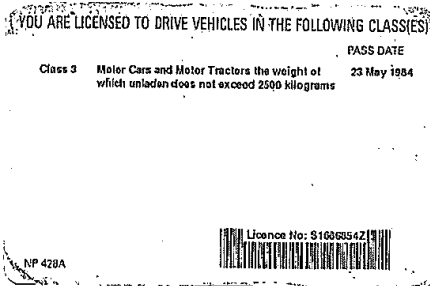 YOU ARE LICENSED TO DRIVE VEHICLES IN THE FOLLOWING CLASS(ES)
PASS DATE
Class 3 Motor Cars and Motor Tractors the weight of 23 May 1984
which unladen does not exceed 2500 kilograms
Licence No:
NP 428A